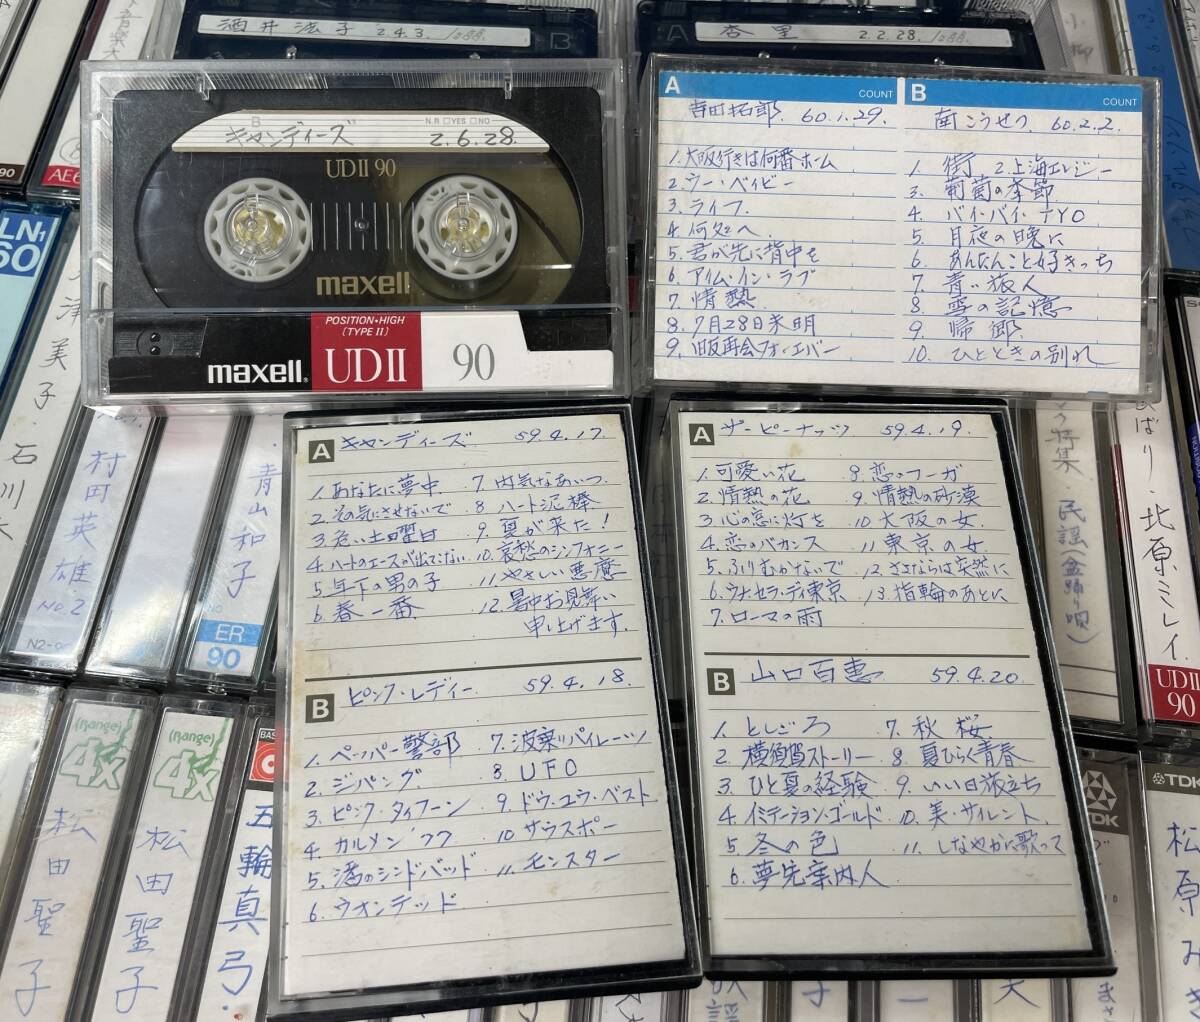 酒井法子 2.4.3
B
A
杏里 2.2.28.
B
N.R □YES □NO
キャンディーズ
2.6.28.
UDII 90
maxell
POSITION•HIGH
(TYPE II)
maxell. UDII 90
A COUNT
吉田拓郎. 60.1.29.
1.大阪行きは何番ホーム
2.ウー・ベイビー
3.ライフ.
4.何処へ.
5.君が先に背中を
6.アイム・イン・ラブ
7.情熱.
8.7月28日未明
9.旧版再会フォーエバー
B COUNT
南こうせつ. 60.2.2.
1. 街 2.上海エレジー
3. 葡萄の季節
4. バイ・バイ・TYO
5. 月夜の晩に
6. あんたんこと好きっち
7. 青い旅人
8. 雪の記憶
9. 帰郷
10. ひとときの別れ
A キャンディーズ 59.4.17.
1.あなたに夢中. 7.内気なあいつ.
2.その気にさせないで 8.ハート泥棒
3.危い土曜日 9.夏が来た!
4.ハートのエースが出てこない 10.哀愁のシンフォニー
5.年下の男の子 11.やさしい悪魔
6.春一番 12.暑中お見舞い
申し上げます.
B ピンク・レディー. 59.4.18.
1.ペッパー警部 7.波乗りパイレーツ
2.ジパング. 8.UFO
3.ピンク・タイフーン 9.ドウ・ユウ・ベスト
4.カルメン'77 10.サウスポー
5.渚のシンドバッド 11.モンスター
6.ウォンテッド
A ザ・ピーナッツ 59.4.19.
1.可愛い花 8.恋のフーガ
2.情熱の花 9.情熱の砂漠
3.心の窓に灯を 10.大阪の女.
4.恋のバカンス 11.東京の女.
5.ふりむかないで 12.さよならは突然に
6.ウナセラ・ディ東京 13.指輪のあとに
7.ローマの雨
B 山口百恵 59.4.20.
1.としごろ 7.秋桜
2.横須賀ストーリー 8.夏ひらく青春
3.ひと夏の経験 9.いい日旅立ち
4.イミテーション・ゴールド 10.美・サイレント.
5.冬の色 11.しなやかに歌って
6.夢先案内人
LN
60
村田英雄
NO.2
青山和子
ER
90
民謡(金踊り唄)
ばり・北原ミレイ.
UDII
90
(Range)
4x
松田聖子
(Range)
4x
松田聖子
BAS
五輪真弓.
TDK
TDK